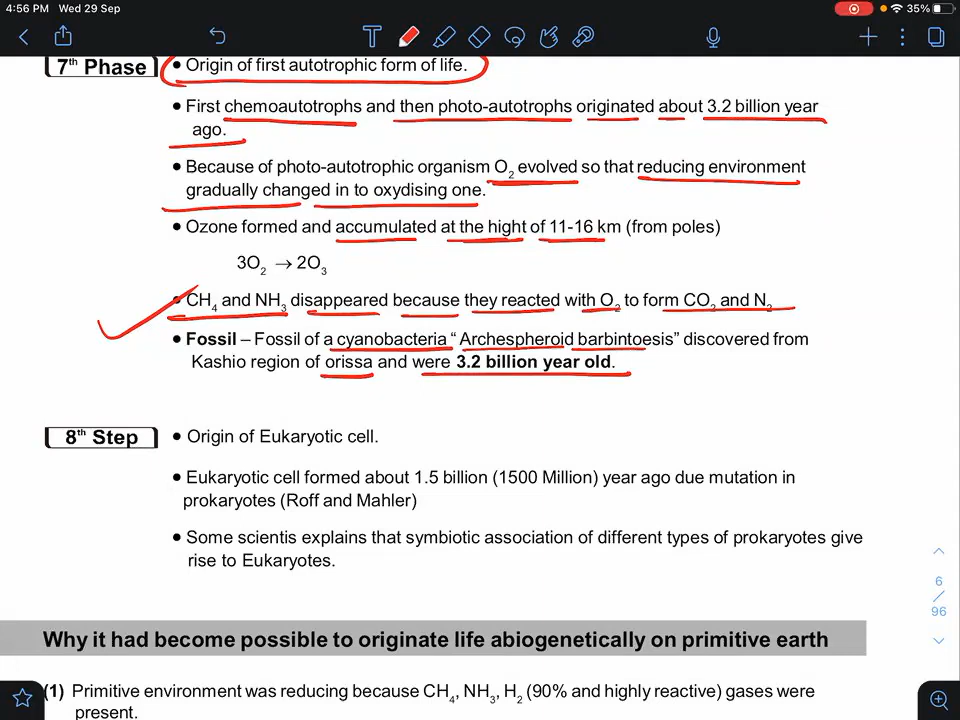 4:56 PM Wed 29 Sep
35%
7th Phase
• Origin of first autotrophic form of life.
• First chemoautotrophs and then photo-autotrophs originated about 3.2 billion year
ago.
• Because of photo-autotrophic organism O2 evolved so that reducing environment
gradually changed in to oxydising one.
• Ozone formed and accumulated at the hight of 11-16 km (from poles)
3O2 → 2O3
• CH4 and NH3 disappeared because they reacted with O2 to form CO2 and N2
• Fossil – Fossil of a cyanobacteria “ Archespheroid barbintoesis” discovered from
Kashio region of orissa and were 3.2 billion year old.
8th Step
• Origin of Eukaryotic cell.
• Eukaryotic cell formed about 1.5 billion (1500 Million) year ago due mutation in
prokaryotes (Roff and Mahler)
• Some scientis explains that symbiotic association of different types of prokaryotes give
rise to Eukaryotes.
6
/
96
Why it had become possible to originate life abiogenetically on primitive earth
(1) Primitive environment was reducing because CH4, NH3, H2 (90% and highly reactive) gases were
present.